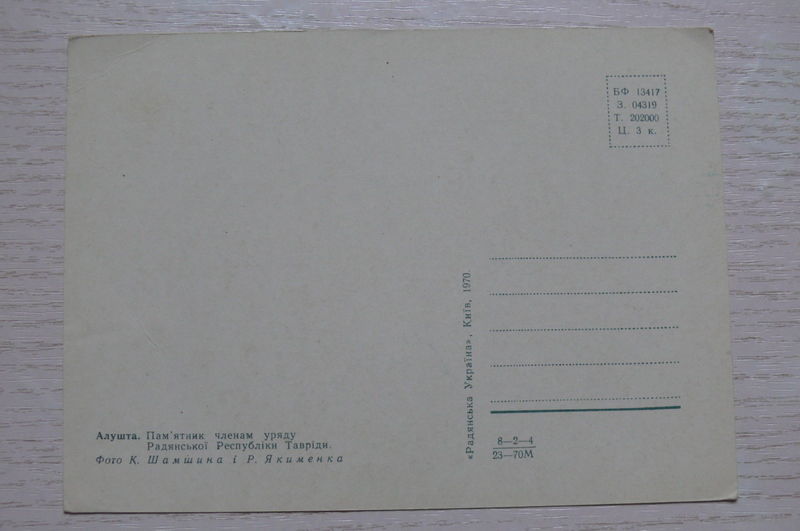 БФ 13417
З. 04319
Т. 202000
Ц. 3 к.
«Радянська Україна», Київ, 1970.
8—2—4
23—70М
Алушта. Пам'ятник членам уряду
Радянської Республіки Тавріди.
Фото К. Шамшина і Р. Якименка